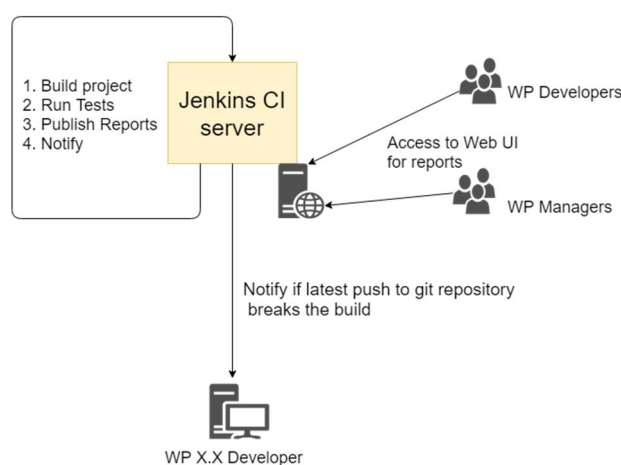 1. Build project
2. Run Tests
3. Publish Reports
4. Notify
Jenkins CI
server
WP Developers
Access to Web UI
for reports
WP Managers
Notify if latest push to git repository
breaks the build
WP X.X Developer